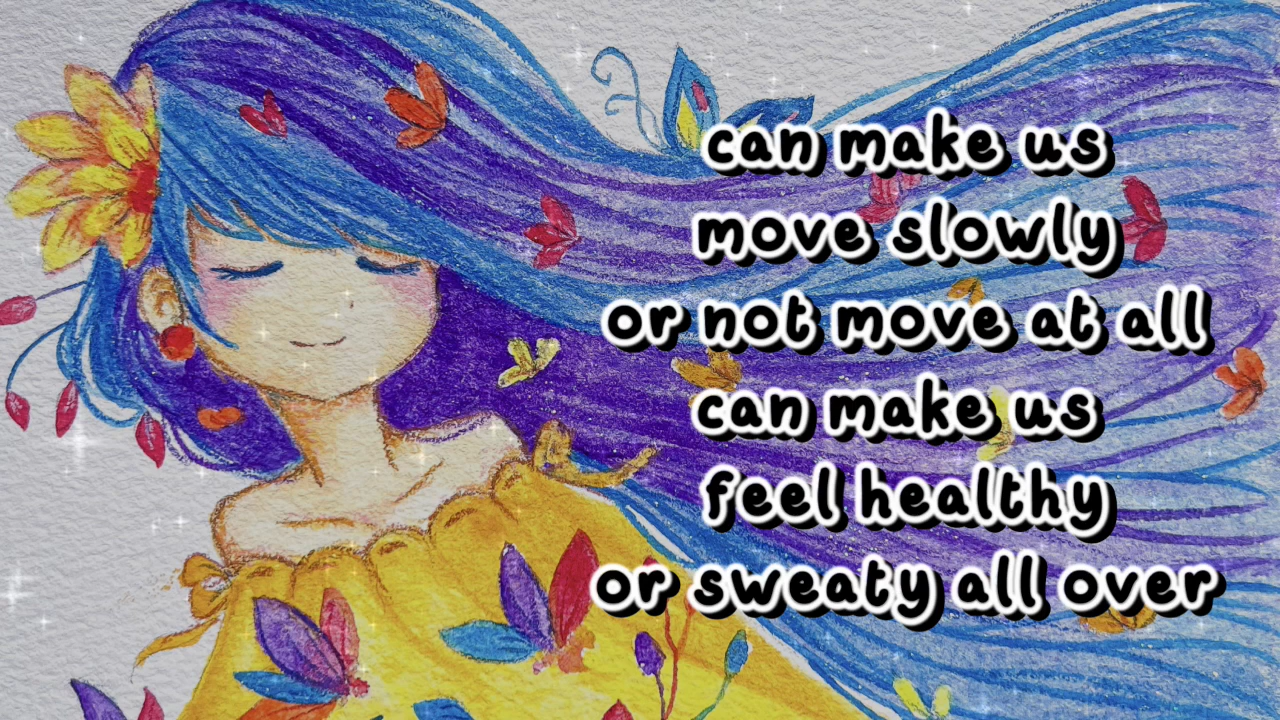 can make us
move slowly
or not move at all
can make us
feel healthy
or sweaty all over